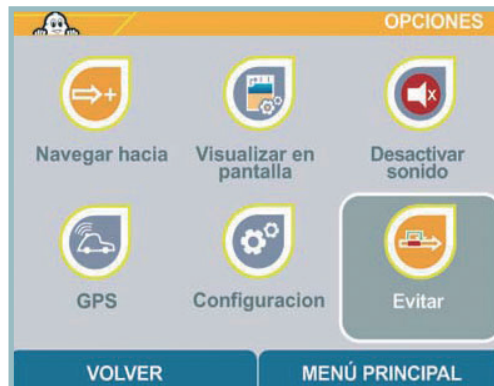 OPCIONES
Navegar hacia
Visualizar en
pantalla
Desactivar
sonido
GPS
Configuracion
Evitar
VOLVER
MENÚ PRINCIPAL